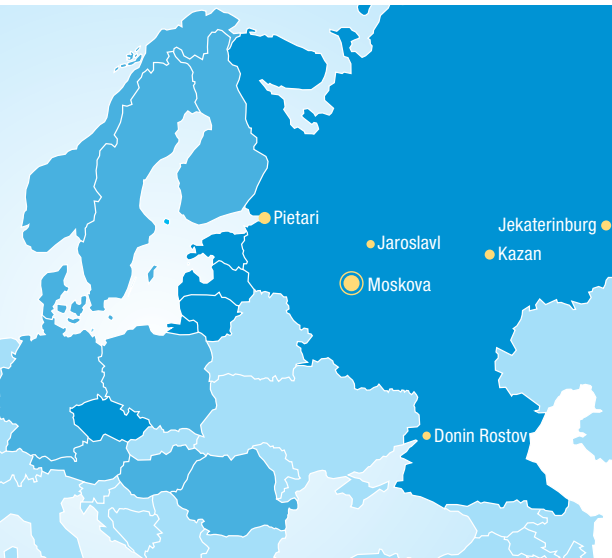 Pietari
Jekaterinburg
Jaroslavl
Kazan
Moskova
Donin Rostov